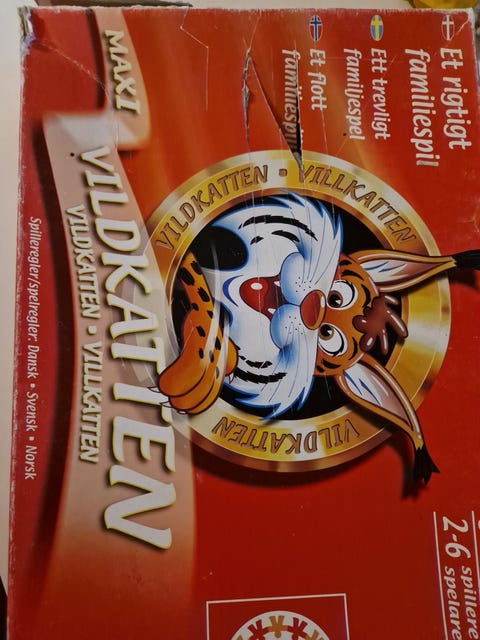 Et rigtigt
familiespil
Ett trevligt
familjespel
Et flott
familiespil
VILDKATTEN • VILLKATTEN
VILDKATTEN
MAXI
VILDKATTEN
VILDKATTEN • VILLKATTEN
Spilleregler/spelregler: Dansk • Svensk • Norsk
2-6
spillere
spelare